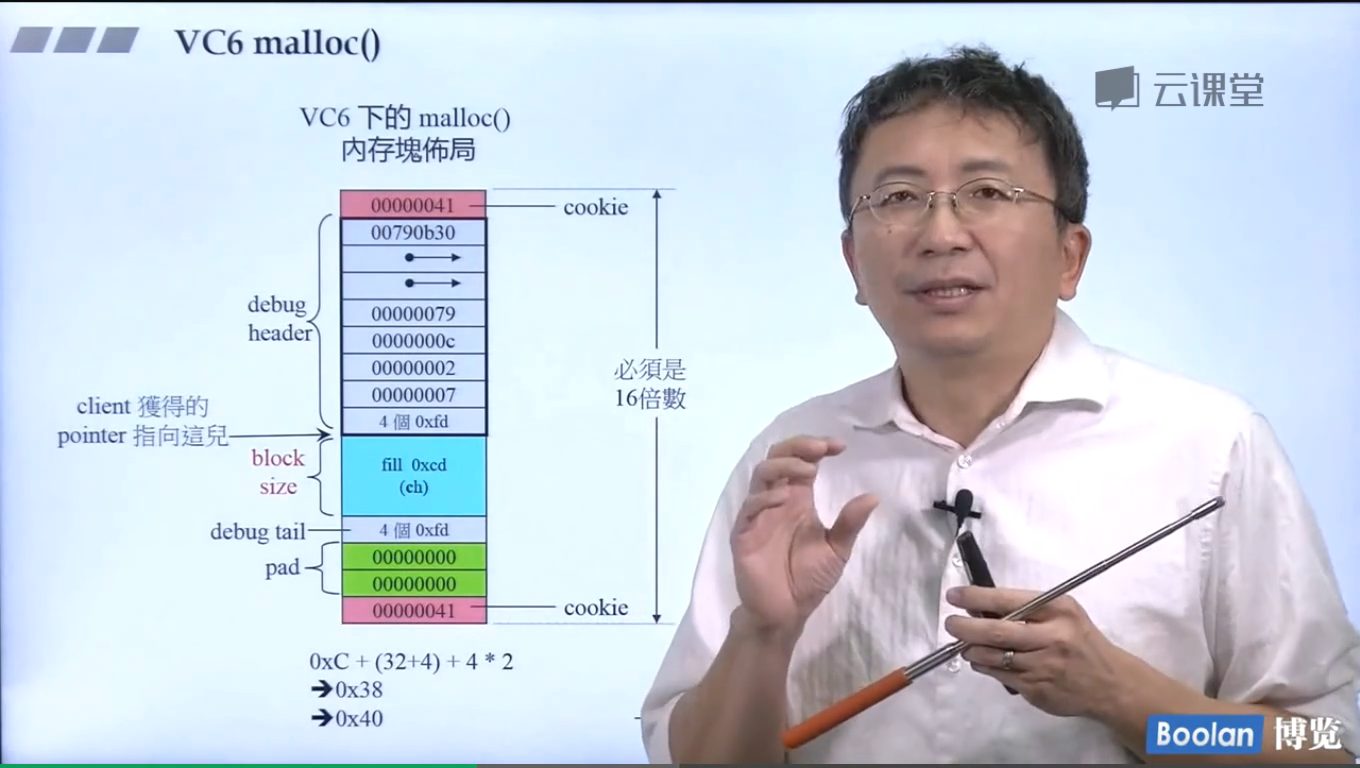 VC6 malloc()
云课堂
VC6 下的 malloc()
內存塊佈局
00000041
cookie
00790b30
debug
header
00000079
0000000c
00000002
00000007
4 個 0xfd
必須是
16倍數
client 獲得的
pointer 指向這兒
block
size
fill 0xcd
(ch)
debug tail
4 個 0xfd
pad
00000000
00000000
00000041
cookie
0xC + (32+4) + 4 * 2
➔0x38
➔0x40
Boolan 博览